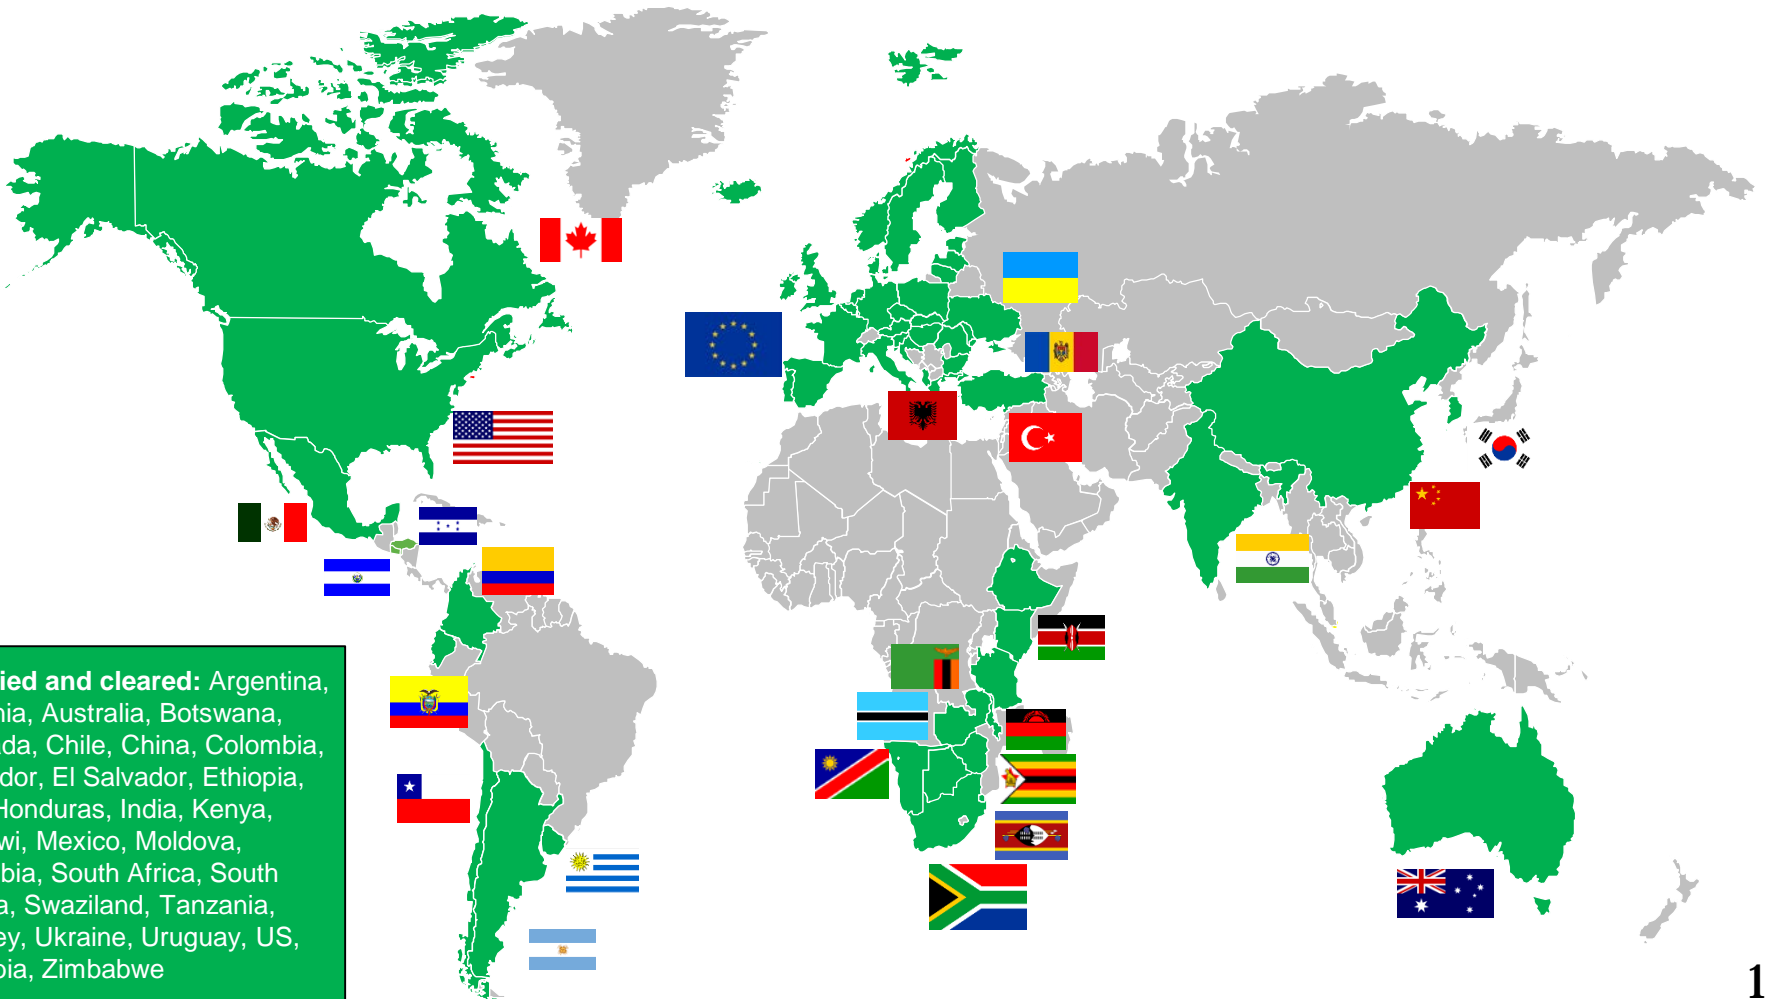 ied and cleared: Argentina,
nia, Australia, Botswana,
ada, Chile, China, Colombia,
dor, El Salvador, Ethiopia,
Honduras, India, Kenya,
wi, Mexico, Moldova,
bia, South Africa, South
a, Swaziland, Tanzania,
ey, Ukraine, Uruguay, US,
bia, Zimbabwe
1